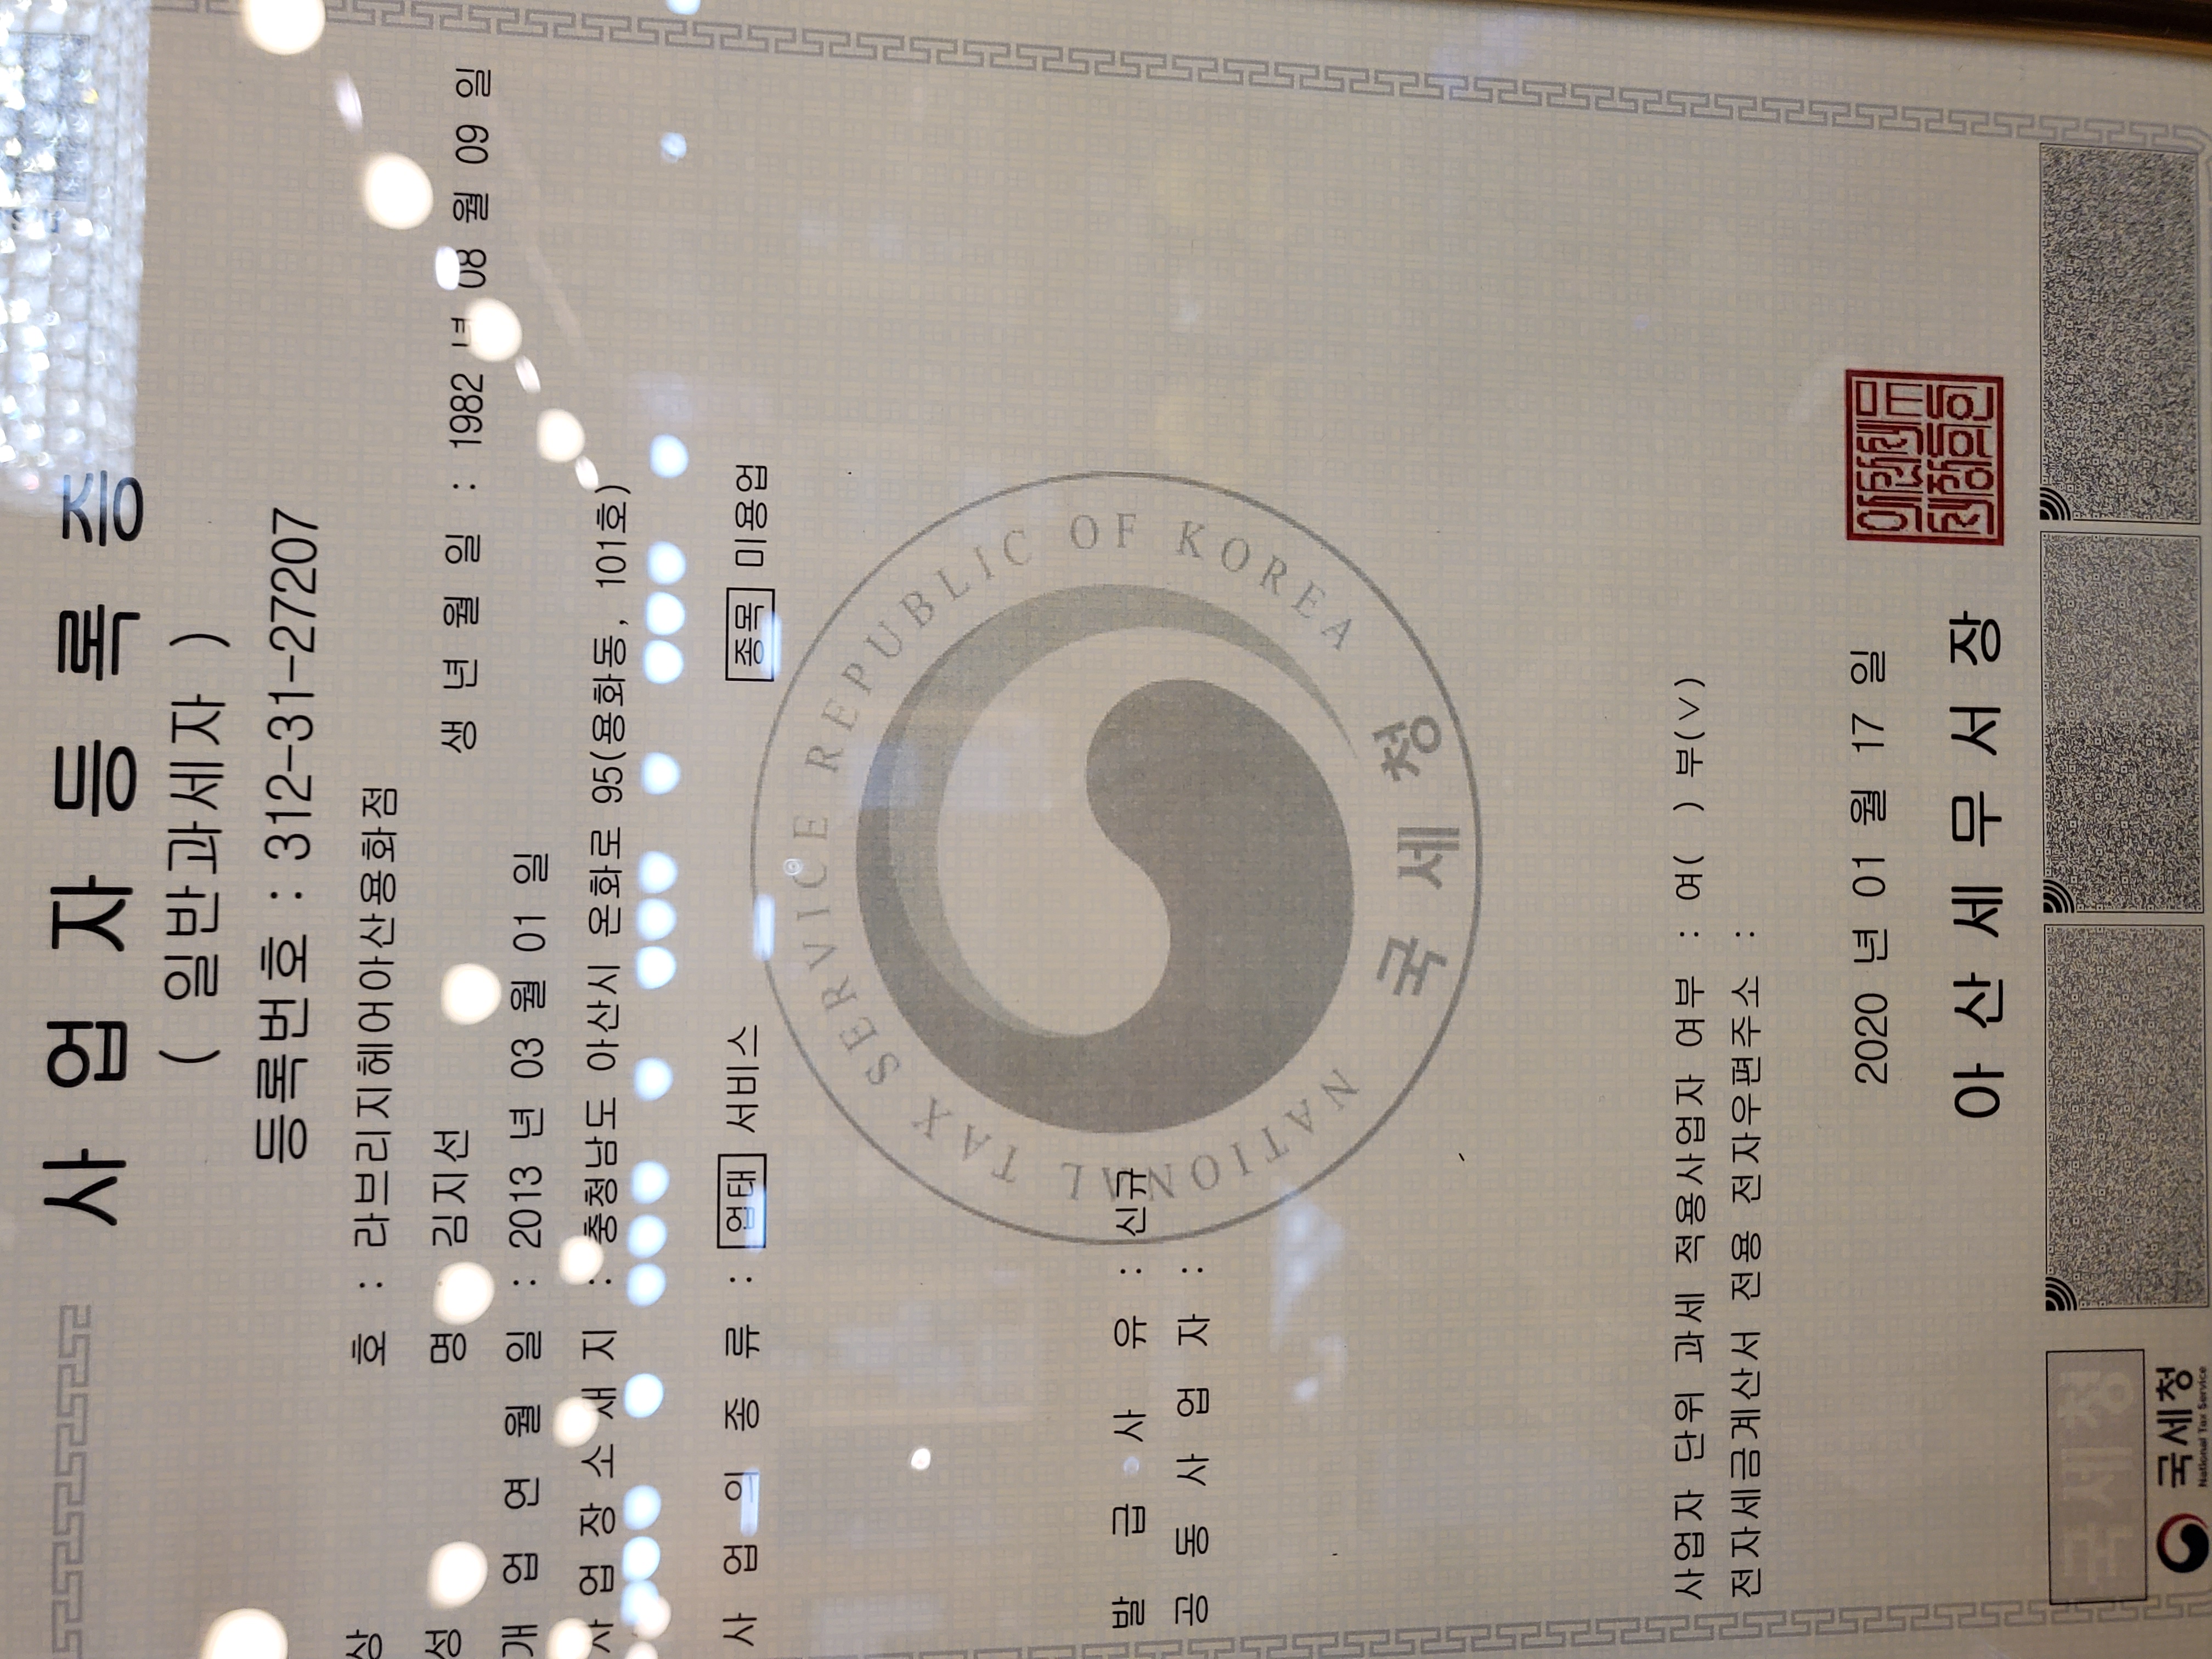 사업자등록증
( 일반과세자 )
등록번호 : 312-31-27207
상 호 : 라브리지헤어아산용화점
성 명 김지선 생 년 월 일 : 1982 년 08 월 09 일
개 업 연 월 일 : 2013 년 03 월 01 일
사 업 장 소 재 지 : 충청남도 아산시 온화로 95(용화동, 101호)
사 업 의 종 류 : 업태 서비스 종목 미용업
NATIONAL TAX SERVICE REPUBLIC OF KOREA
국세청
발 급 사 유 : 신규
공 동 사 업 자 :
사업자 단위 과세 적용사업자 여부 : 여( ) 부(∨)
전자세금계산서 전용 전자우편주소 :
2020 년 01 월 17 일
아 산 세 무 서 장
국세청
국세청
National Tax Service